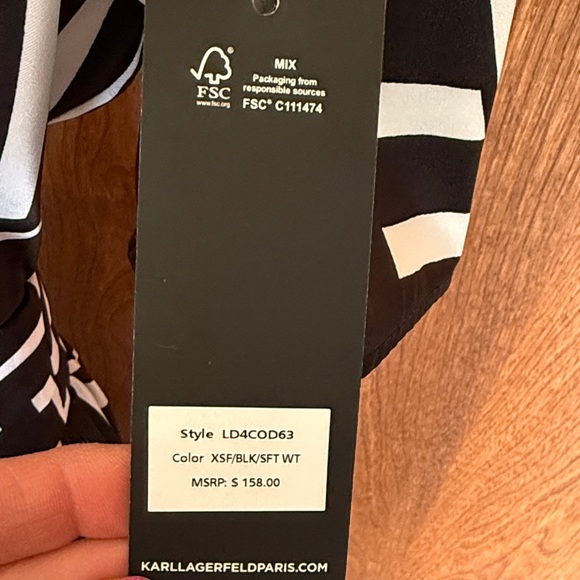 FSC®
www.fsc.org
MIX
Packaging from
responsible sources
FSC® C111474
Style LD4COD63
Color XSF/BLK/SFT WT
MSRP: $ 158.00
KARLLAGERFELDPARIS.COM